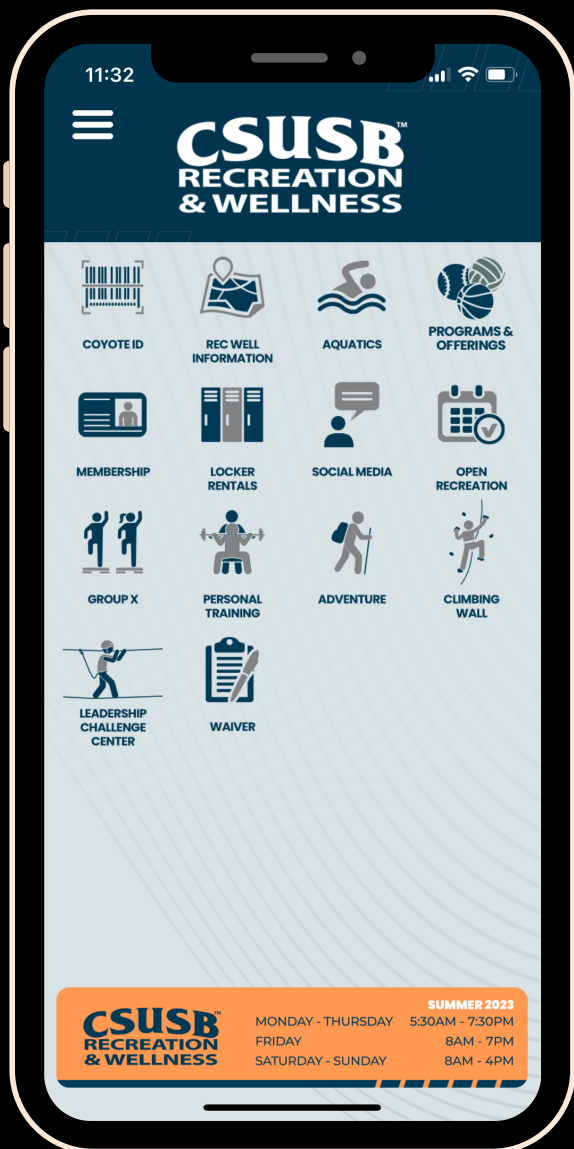 11:32
CSUSB™
RECREATION
& WELLNESS
COYOTE ID
REC WELL
INFORMATION
AQUATICS
PROGRAMS &
OFFERINGS
MEMBERSHIP
LOCKER
RENTALS
SOCIAL MEDIA
OPEN
RECREATION
GROUP X
PERSONAL
TRAINING
ADVENTURE
CLIMBING
WALL
LEADERSHIP
CHALLENGE
CENTER
WAIVER
CSUSB
RECREATION
& WELLNESS
SUMMER 2023
MONDAY - THURSDAY 5:30AM - 7:30PM
FRIDAY 8AM - 7PM
SATURDAY - SUNDAY 8AM - 4PM